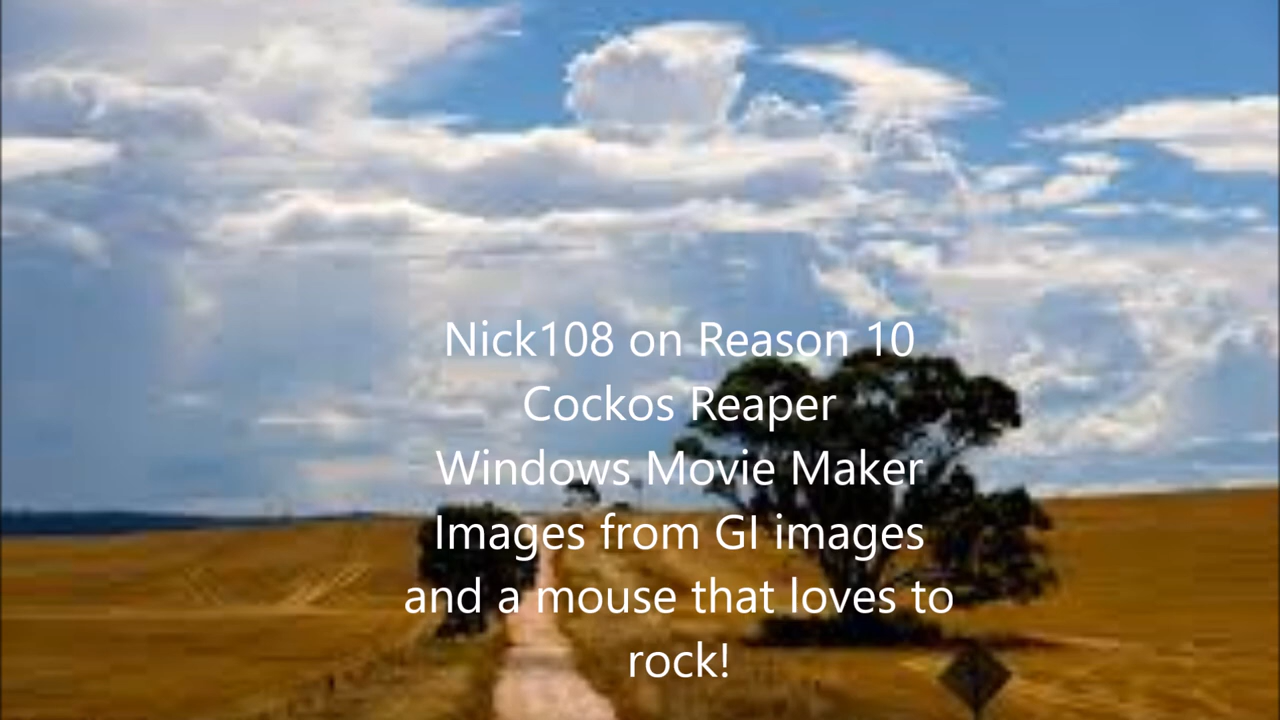 Nick108 on Reason 10
Cockos Reaper
Windows Movie Maker
Images from GI images
and a mouse that loves to
rock!